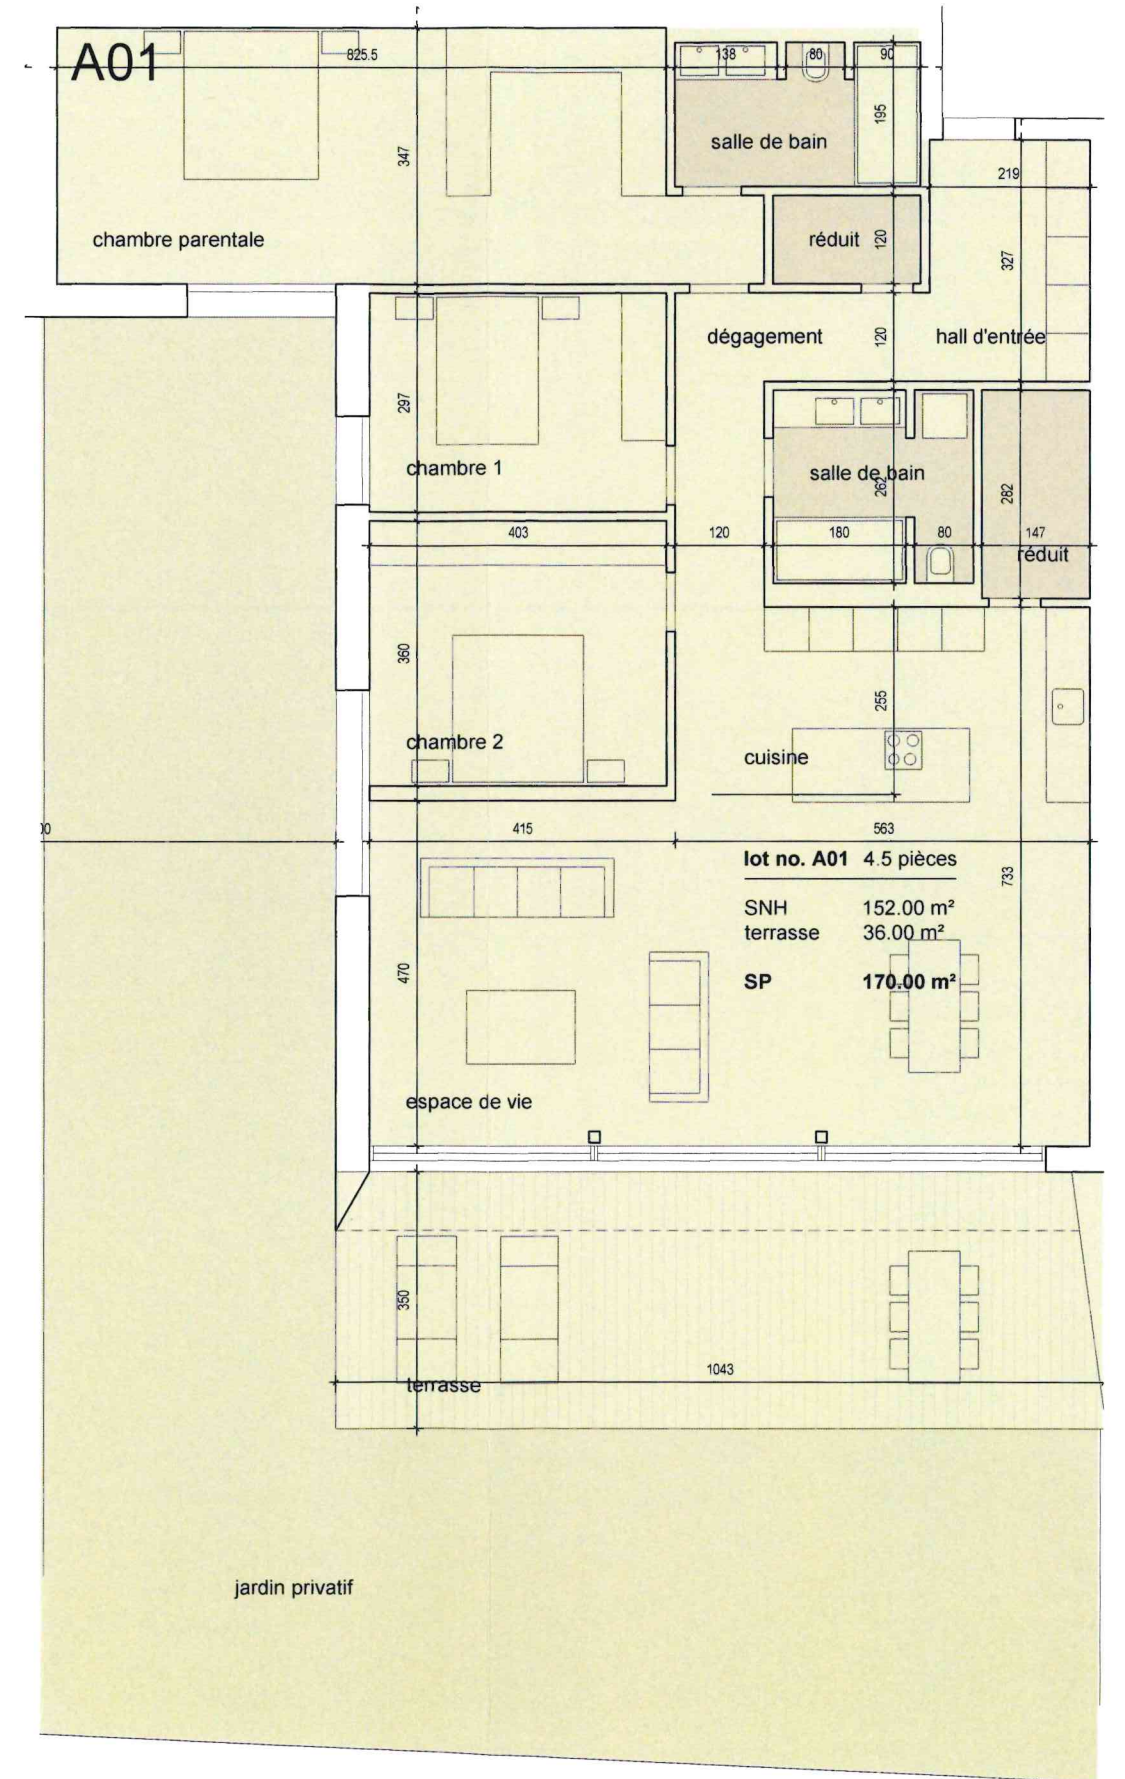 A01
825.5
138
80
90
347
195
salle de bain
219
chambre parentale
réduit
120
327
dégagement
120
hall d'entrée
297
chambre 1
salle de bain
262
282
403
120
180
80
147
réduit
360
255
chambre 2
cuisine
415
563
lot no. A01 4.5 pièces
733
SNH 152.00 m²
terrasse 36.00 m²
470
SP 170.00 m²
espace de vie
350
1043
terrasse
jardin privatif